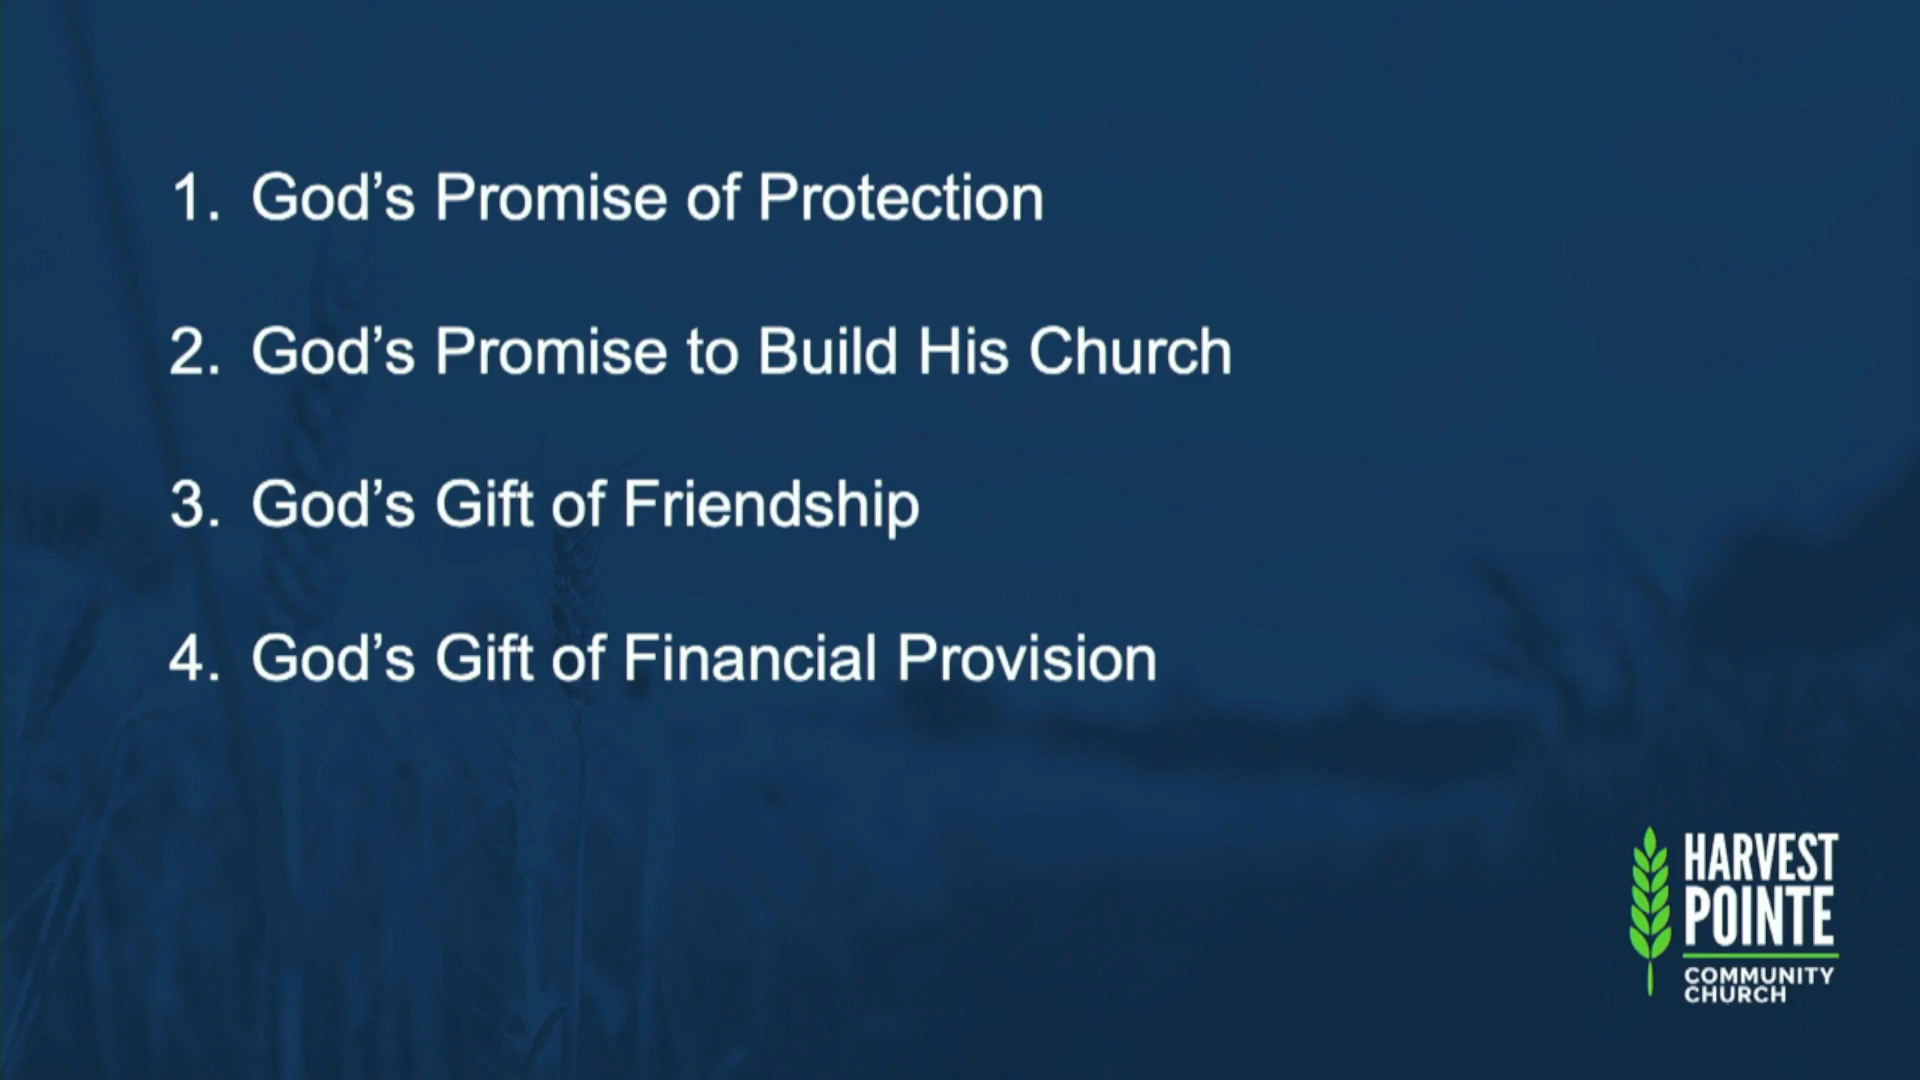 1. God’s Promise of Protection
2. God’s Promise to Build His Church
3. God’s Gift of Friendship
4. God’s Gift of Financial Provision
HARVEST
POINTE
COMMUNITY
CHURCH